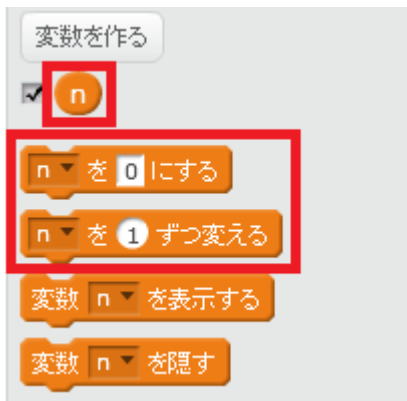 変数を作る
n
n を 0 にする
n を 1 ずつ変える
変数 n を表示する
変数 n を隠す